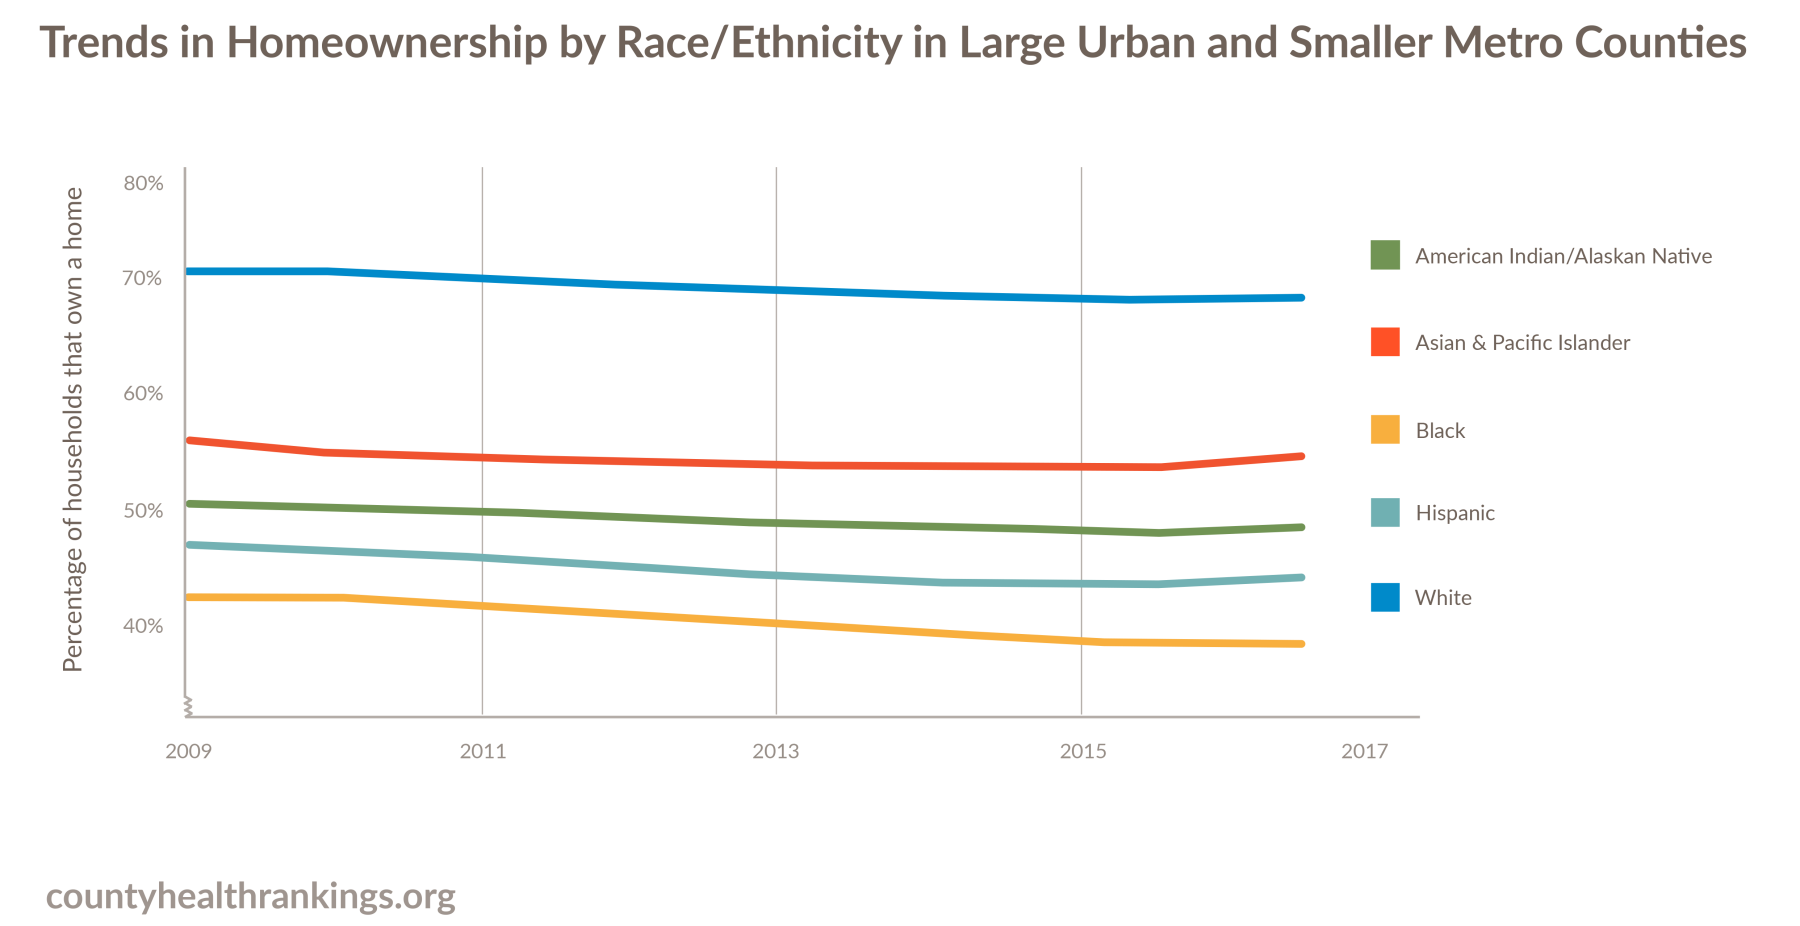 Trends in Homeownership by Race/Ethnicity in Large Urban and Smaller Metro Counties
Percentage of households that own a home
80%
70%
60%
50%
40%
2009
2011
2013
2015
2017
American Indian/Alaskan Native
Asian & Pacific Islander
Black
Hispanic
White
countyhealthrankings.org